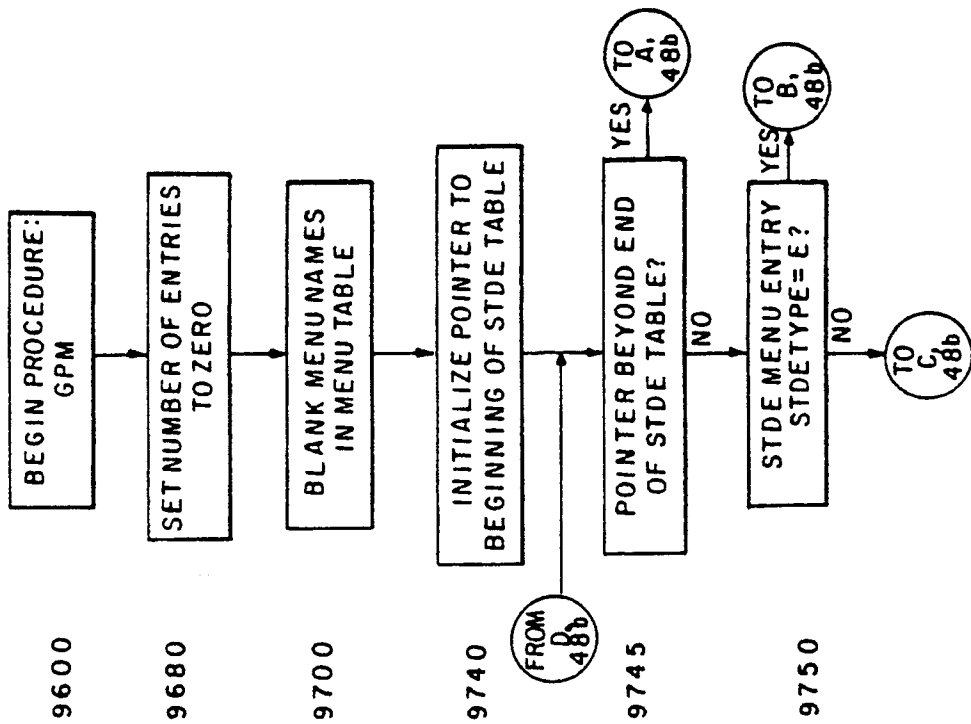 9600
BEGIN PROCEDURE:
GPM
9680
SET NUMBER OF ENTRIES
TO ZERO
9700
BLANK MENU NAMES
IN MENU TABLE
9740
INITIALIZE POINTER TO
BEGINNING OF STDE TABLE
FROM
D,
48b
9745
POINTER BEYOND END
OF STDE TABLE?
YES
TO
A,
48b
NO
9750
STDE MENU ENTRY
STDETYPE=E?
YES
TO
B,
48b
NO
TO
C,
48b